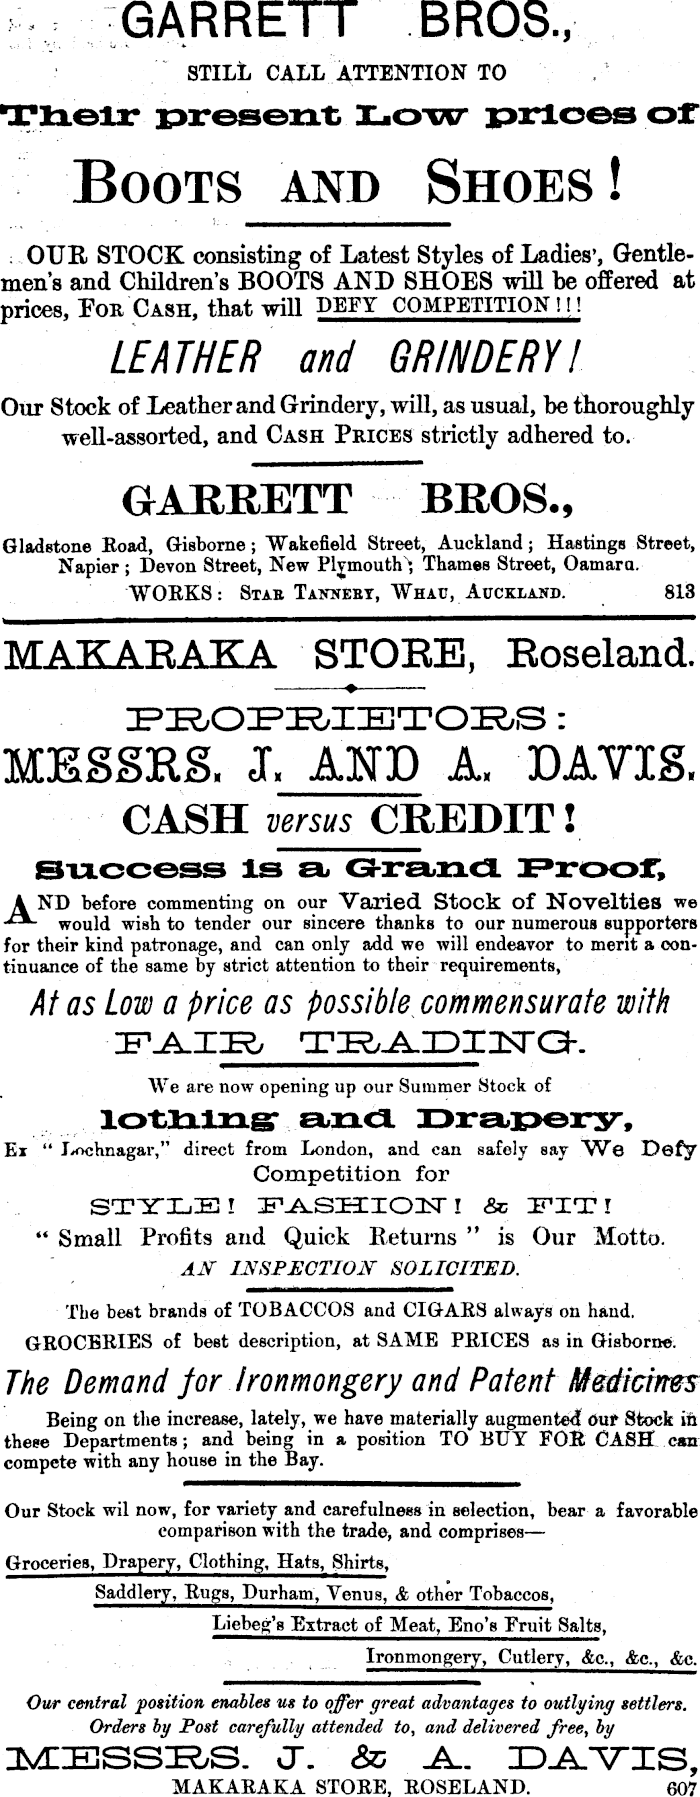 GARRETT BROS.,
STILL CALL ATTENTION TO
Their present Low prices of
BOOTS AND SHOES!
OUR STOCK consisting of Latest Styles of Ladies', Gentle-
men's and Children's BOOTS AND SHOES will be offered at
prices, FOR CASH, that will DEFY COMPETITION!!!
LEATHER and GRINDERY!
Our Stock of Leather and Grindery, will, as usual, be thoroughly
well-assorted, and CASH PRICES strictly adhered to.
GARRETT BROS.,
Gladstone Road, Gisborne; Wakefield Street, Auckland; Hastings Street,
Napier; Devon Street, New Plymouth; Thames Street, Oamaru.
WORKS: STAR TANNERY, WHAU, AUCKLAND. 813
MAKARAKA STORE, Roseland.
PROPRIETORS:
MESSRS. J. AND A. DAVIS.
CASH versus CREDIT!
Success is a Grand Proof,
AND before commenting on our Varied Stock of Novelties we
would wish to tender our sincere thanks to our numerous supporters
for their kind patronage, and can only add we will endeavor to merit a con-
tinuance of the same by strict attention to their requirements,
At as Low a price as possible commensurate with
FAIR TRADING.
We are now opening up our Summer Stock of
lothing and Drapery,
Ex "Lochnagar," direct from London, and can safely say We Defy
Competition for
STYLE! FASHION! & FIT!
"Small Profits and Quick Returns" is Our Motto.
AN INSPECTION SOLICITED.
The best brands of TOBACCOS and CIGARS always on hand.
GROCERIES of best description, at SAME PRICES as in Gisborne.
The Demand for Ironmongery and Patent Medicines
Being on the increase, lately, we have materially augmented our Stock in
these Departments; and being in a position TO BUY FOR CASH can
compete with any house in the Bay.
Our Stock wil now, for variety and carefulness in selection, bear a favorable
comparison with the trade, and comprises—
Groceries, Drapery, Clothing, Hats, Shirts,
Saddlery, Rugs, Durham, Venus, & other Tobaccos,
Liebeg's Extract of Meat, Eno's Fruit Salts,
Ironmongery, Cutlery, &c., &c., &c.
Our central position enables us to offer great advantages to outlying settlers.
Orders by Post carefully attended to, and delivered free, by
MESSRS. J. & A. DAVIS,
MAKARAKA STORE, ROSELAND. 607